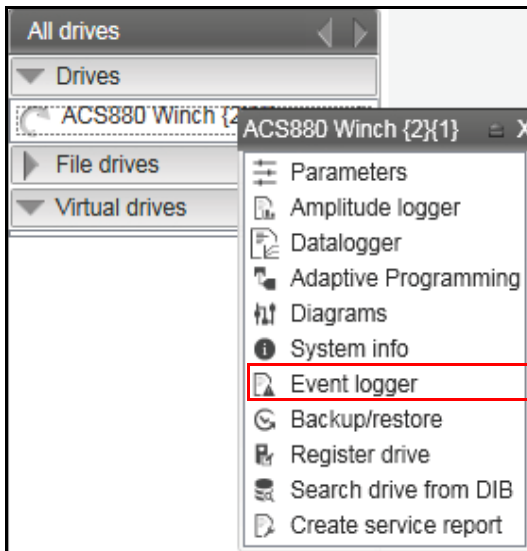 All drives
Drives
ACS880 Winch {2
File drives
Virtual drives
ACS880 Winch {2}{1} X
Parameters
Amplitude logger
Datalogger
Adaptive Programming
Diagrams
System info
Event logger
Backup/restore
Register drive
Search drive from DIB
Create service report